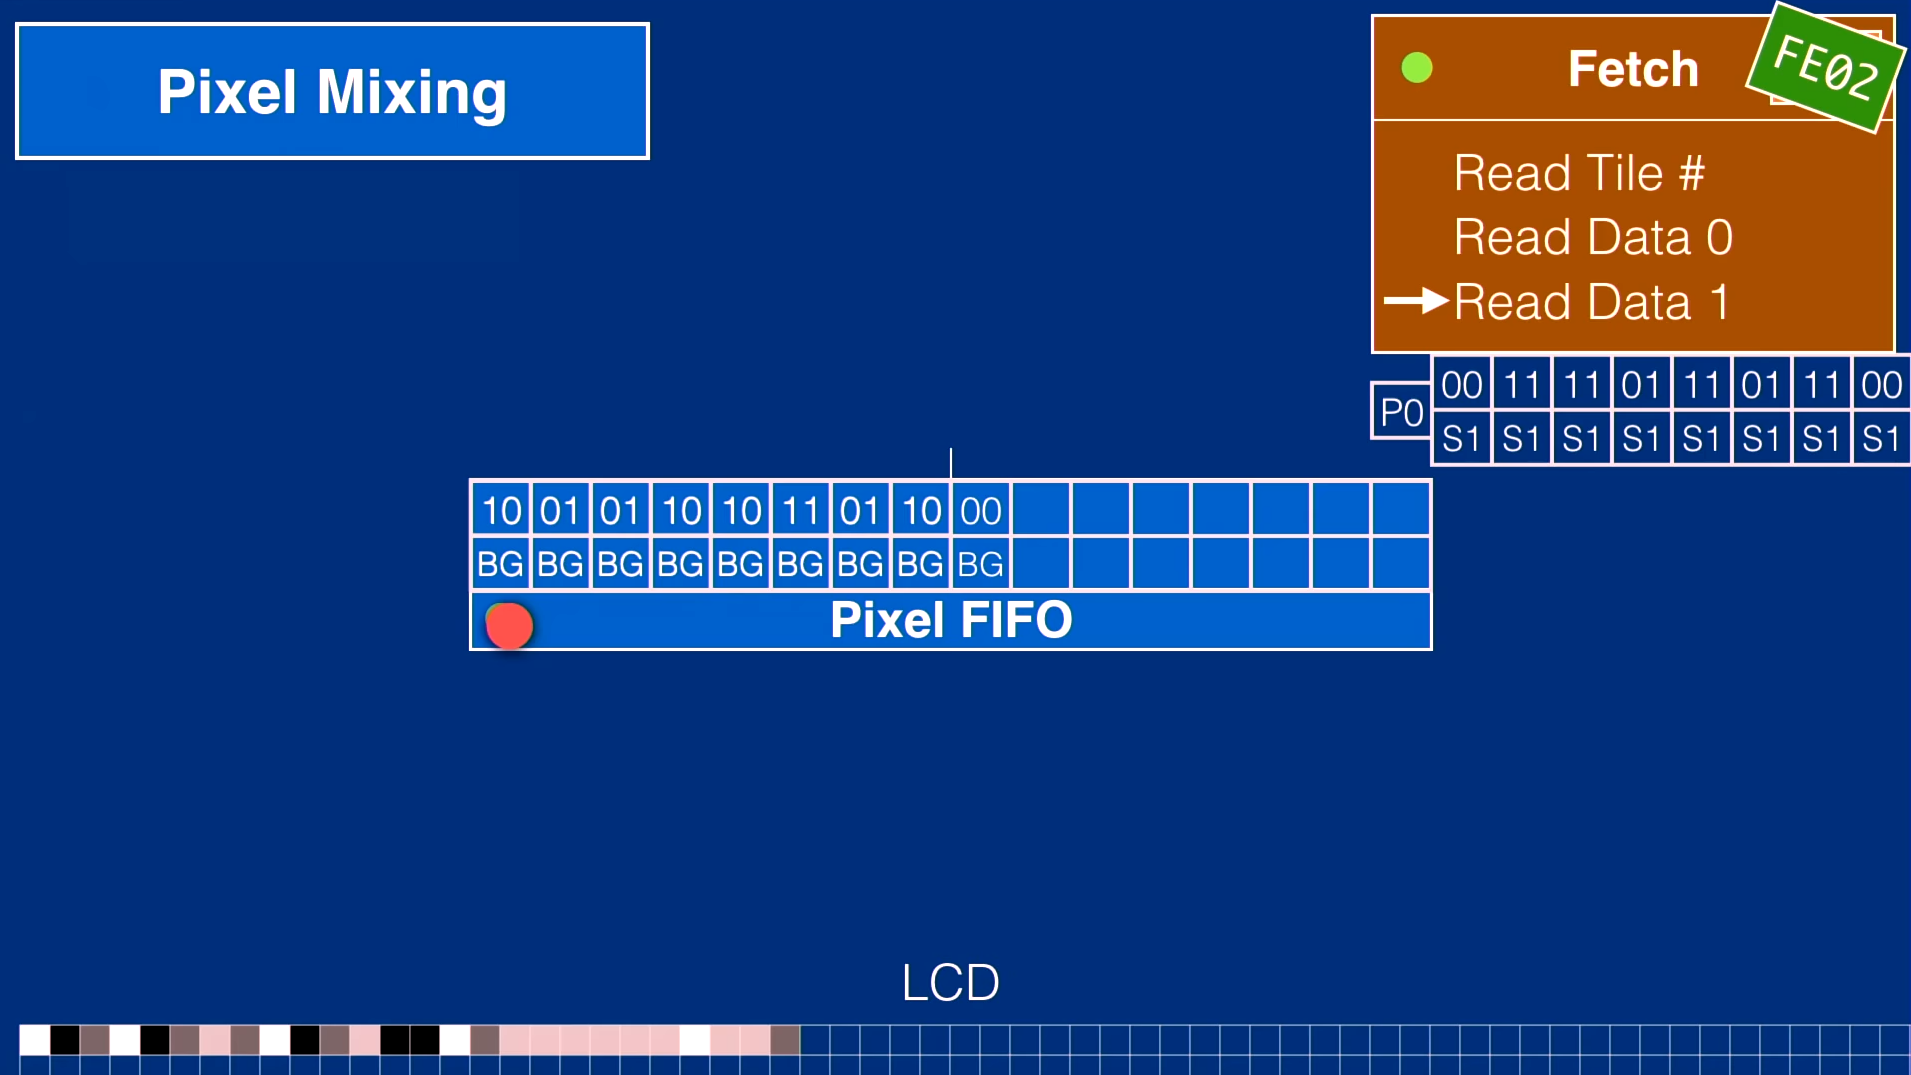 Pixel Mixing
Fetch
FE02
Read Tile #
Read Data 0
Read Data 1
P0
00 11 11 01 11 01 11 00
S1 S1 S1 S1 S1 S1 S1 S1
10 01 01 10 10 11 01 10 00
BG BG BG BG BG BG BG BG BG
Pixel FIFO
LCD